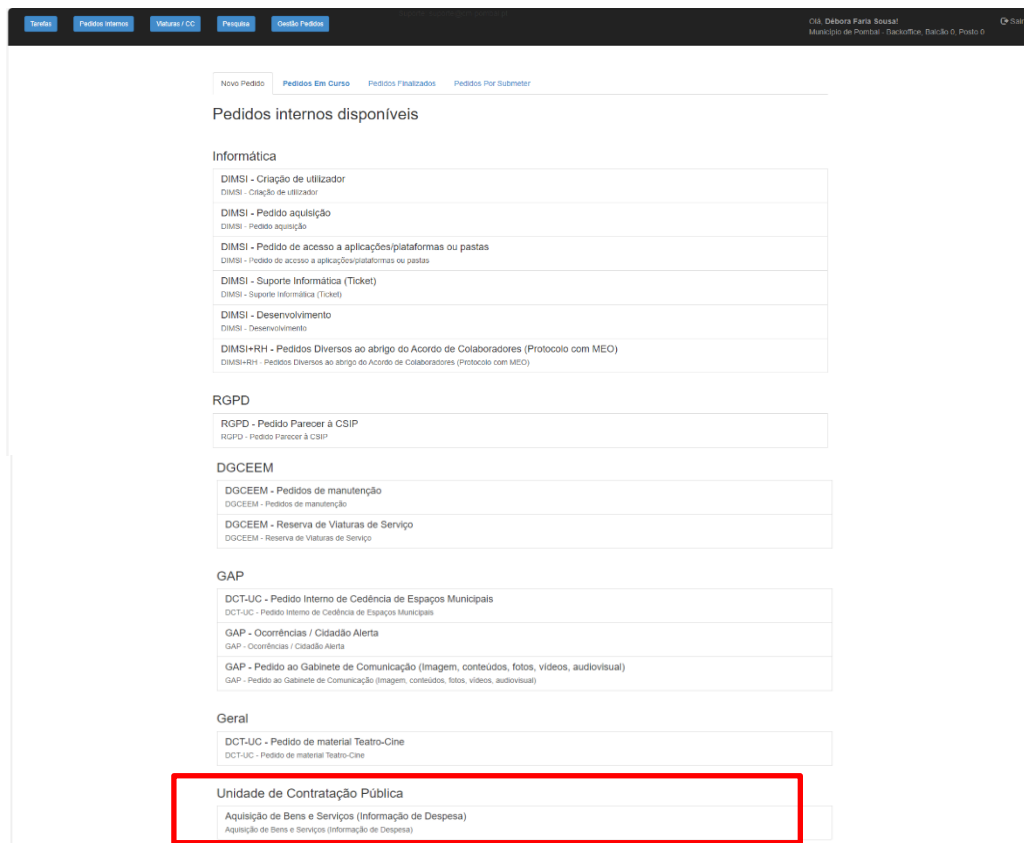 Tarefas
Pedidos Internos
Viaturas / CC
Pesquisa
Gestão Pedidos
Olá, Débora Faria Sousa!
Município de Pombal - Backoffice, Balcão 0, Posto 0
Sair
Novo Pedido
Pedidos Em Curso
Pedidos Finalizados
Pedidos Por Submeter
Pedidos internos disponíveis
Informática
DIMSI - Criação de utilizador
DIMSI - Criação de utilizador
DIMSI - Pedido aquisição
DIMSI - Pedido aquisição
DIMSI - Pedido de acesso a aplicações/plataformas ou pastas
DIMSI - Pedido de acesso a aplicações/plataformas ou pastas
DIMSI - Suporte Informática (Ticket)
DIMSI - Suporte Informática (Ticket)
DIMSI - Desenvolvimento
DIMSI - Desenvolvimento
DIMSI+RH - Pedidos Diversos ao abrigo do Acordo de Colaboradores (Protocolo com MEO)
DIMSI+RH - Pedidos Diversos ao abrigo do Acordo de Colaboradores (Protocolo com MEO)
RGPD
RGPD - Pedido Parecer à CSIP
RGPD - Pedido Parecer à CSIP
DGCEEM
DGCEEM - Pedidos de manutenção
DGCEEM - Pedidos de manutenção
DGCEEM - Reserva de Viaturas de Serviço
DGCEEM - Reserva de Viaturas de Serviço
GAP
DCT-UC - Pedido Interno de Cedência de Espaços Municipais
DCT-UC - Pedido Interno de Cedência de Espaços Municipais
GAP - Ocorrências / Cidadão Alerta
GAP - Ocorrências / Cidadão Alerta
GAP - Pedido ao Gabinete de Comunicação (Imagem, conteúdos, fotos, vídeos, audiovisual)
GAP - Pedido ao Gabinete de Comunicação (Imagem, conteúdos, fotos, vídeos, audiovisual)
Geral
DCT-UC - Pedido de material Teatro-Cine
DCT-UC - Pedido de material Teatro-Cine
Unidade de Contratação Pública
Aquisição de Bens e Serviços (Informação de Despesa)
Aquisição de Bens e Serviços (Informação de Despesa)